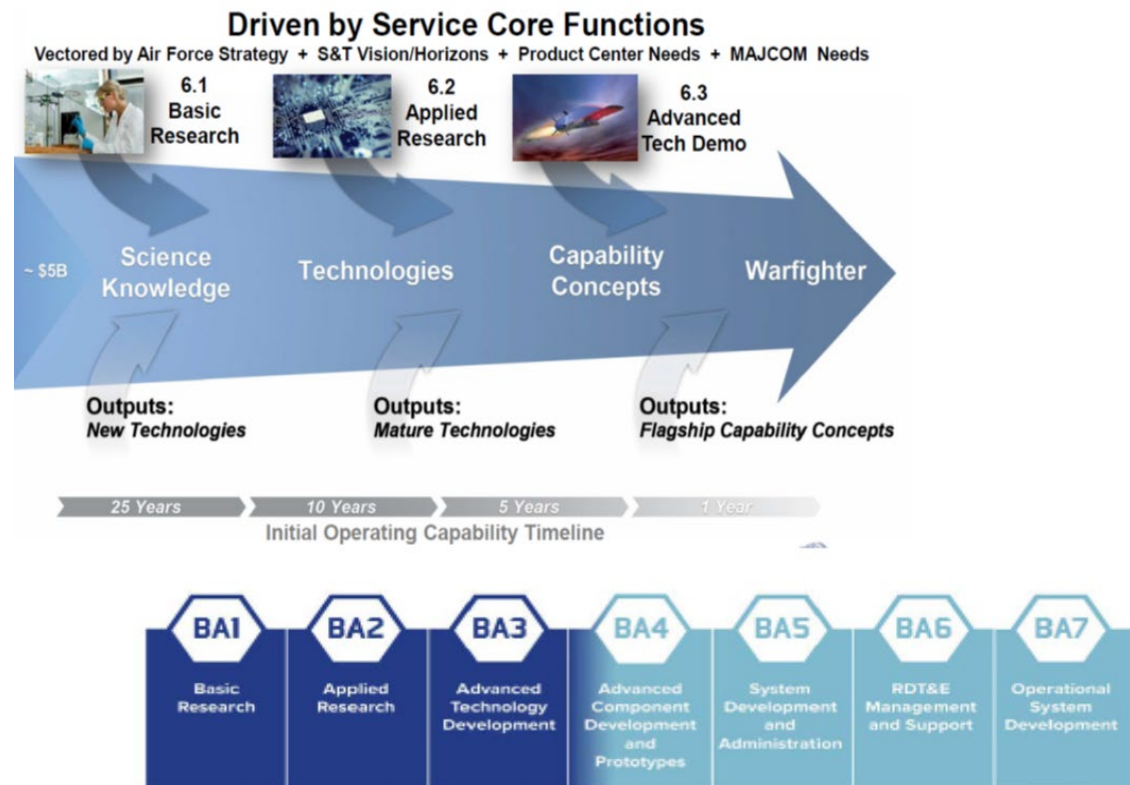 Driven by Service Core Functions
Vectored by Air Force Strategy + S&T Vision/Horizons + Product Center Needs + MAJCOM Needs
6.1
Basic
Research
6.2
Applied
Research
6.3
Advanced
Tech Demo
~ $5B
Science
Knowledge
Technologies
Capability
Concepts
Warfighter
Outputs:
New Technologies
Outputs:
Mature Technologies
Outputs:
Flagship Capability Concepts
25 Years
10 Years
5 Years
1 Year
Initial Operating Capability Timeline
BA1
Basic
Research
BA2
Applied
Research
BA3
Advanced
Technology
Development
BA4
Advanced
Component
Development
and
Prototypes
BA5
System
Development
and
Administration
BA6
RDT&E
Management
and Support
BA7
Operational
System
Development